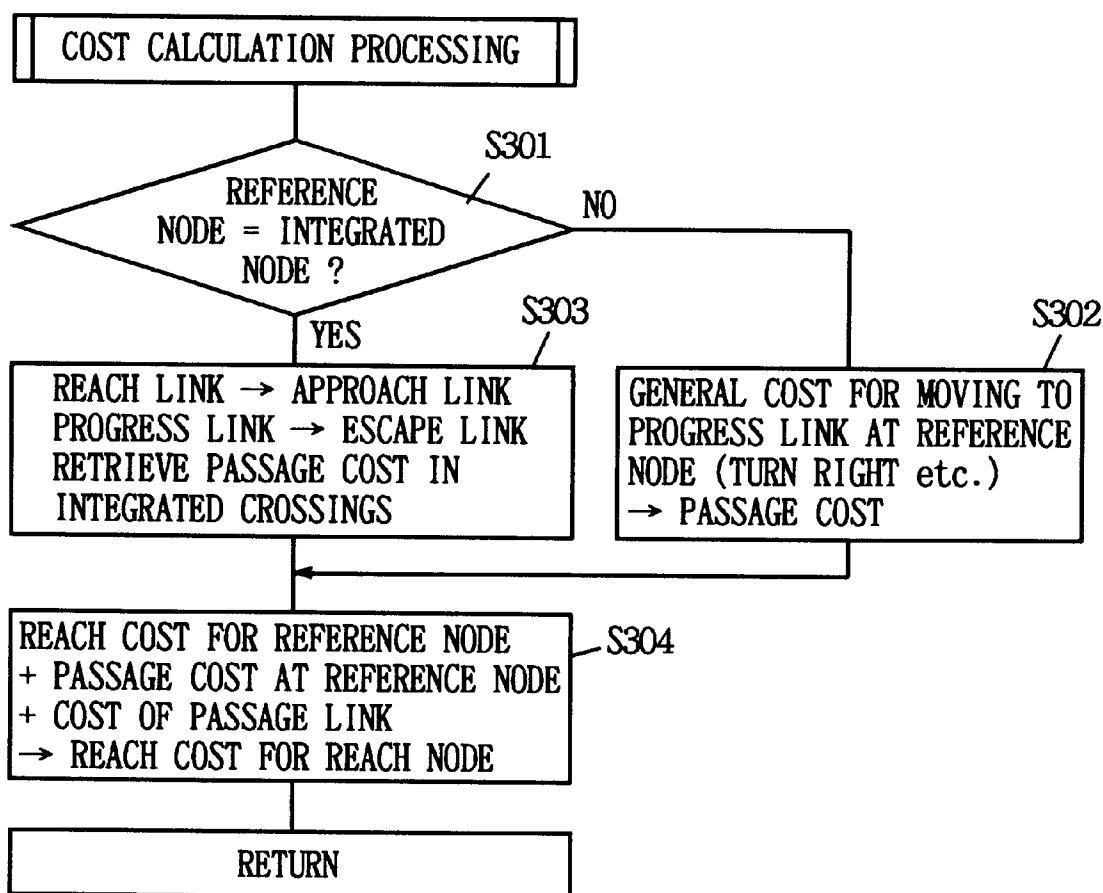 COST CALCULATION PROCESSING
S301
REFERENCE
NODE = INTEGRATED
NODE ?
NO
YES
S303
REACH LINK → APPROACH LINK
PROGRESS LINK → ESCAPE LINK
RETRIEVE PASSAGE COST IN
INTEGRATED CROSSINGS
S302
GENERAL COST FOR MOVING TO
PROGRESS LINK AT REFERENCE
NODE (TURN RIGHT etc.)
→ PASSAGE COST
REACH COST FOR REFERENCE NODE
+ PASSAGE COST AT REFERENCE NODE
+ COST OF PASSAGE LINK
→ REACH COST FOR REACH NODE
S304
RETURN